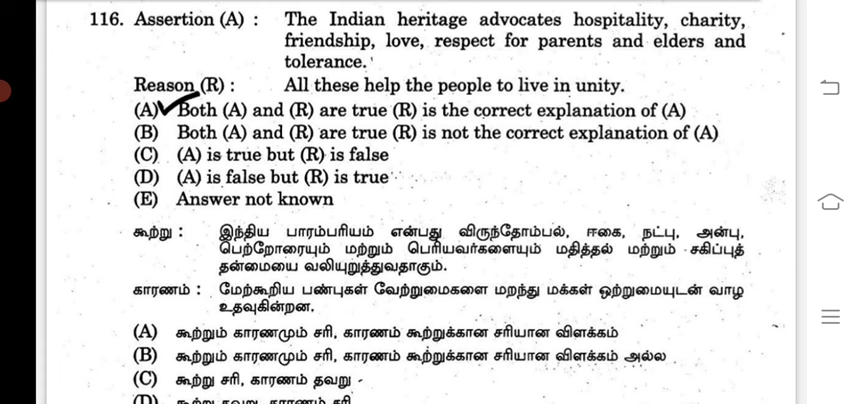 116. Assertion (A) : The Indian heritage advocates hospitality, charity,
friendship, love, respect for parents and elders and
tolerance.
Reason (R) : All these help the people to live in unity.
(A) Both (A) and (R) are true (R) is the correct explanation of (A)
(B) Both (A) and (R) are true (R) is not the correct explanation of (A)
(C) (A) is true but (R) is false
(D) (A) is false but (R) is true
(E) Answer not known
கூற்று : இந்திய பாரம்பரியம் என்பது விருந்தோம்பல், ஈகை, நட்பு, அன்பு,
பெற்றோரையும் மற்றும் பெரியவர்களையும் மதித்தல் மற்றும் சகிப்புத்
தன்மையை வலியுறுத்துவதாகும்.
காரணம் : மேற்கூறிய பண்புகள் வேற்றுமைகளை மறந்து மக்கள் ஒற்றுமையுடன் வாழ
உதவுகின்றன.
(A) கூற்றும் காரணமும் சரி, காரணம் கூற்றுக்கான சரியான விளக்கம்
(B) கூற்றும் காரணமும் சரி, காரணம் கூற்றுக்கான சரியான விளக்கம் அல்ல
(C) கூற்று சரி, காரணம் தவறு
(D) கூற்று தவறு, காரணம் சரி